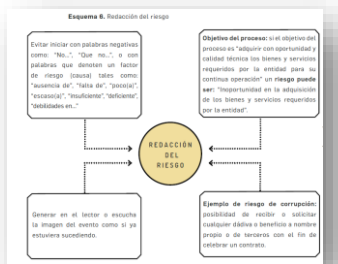 Esquema 6. Redacción del riesgo
Evitar iniciar con palabras negativas
como: "No...", "Que no...", o con
palabras que denoten un factor
de riesgo (causa) tales como:
"ausencia de", "falta de", "poco(a)",
"escaso(a)", "insuficiente", "deficiente",
"debilidades en..."
Objetivo del proceso: si el objetivo del
proceso es "adquirir con oportunidad y
calidad técnica los bienes y servicios
requeridos por la entidad para su
continua operación" un riesgo puede
ser: "Inoportunidad en la adquisición
de los bienes y servicios requeridos
por la entidad".
REDACCIÓN
DEL
RIESGO
Generar en el lector o escucha
la imagen del evento como si ya
estuviera sucediendo.
Ejemplo de riesgo de corrupción:
posibilidad de recibir o solicitar
cualquier dádiva o beneficio a nombre
propio o de terceros con el fin de
celebrar un contrato.